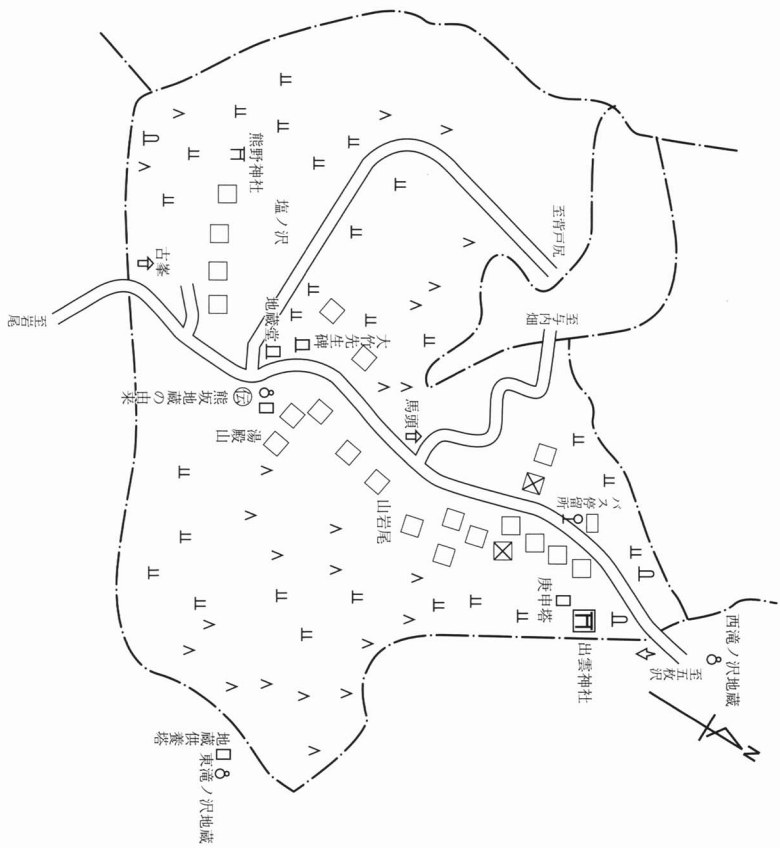 西滝ノ沢地蔵
至五枚沢
出雲神社
庚申塔
バス停留所
至与内畑
至背戸尻
馬頭
山岩尾
大竹先生碑
地蔵堂
塩ノ沢
熊野神社
古峯
至岩尾
熊坂地蔵の由来
伝
湯殿山
地蔵供養塔
東滝ノ沢地蔵
N